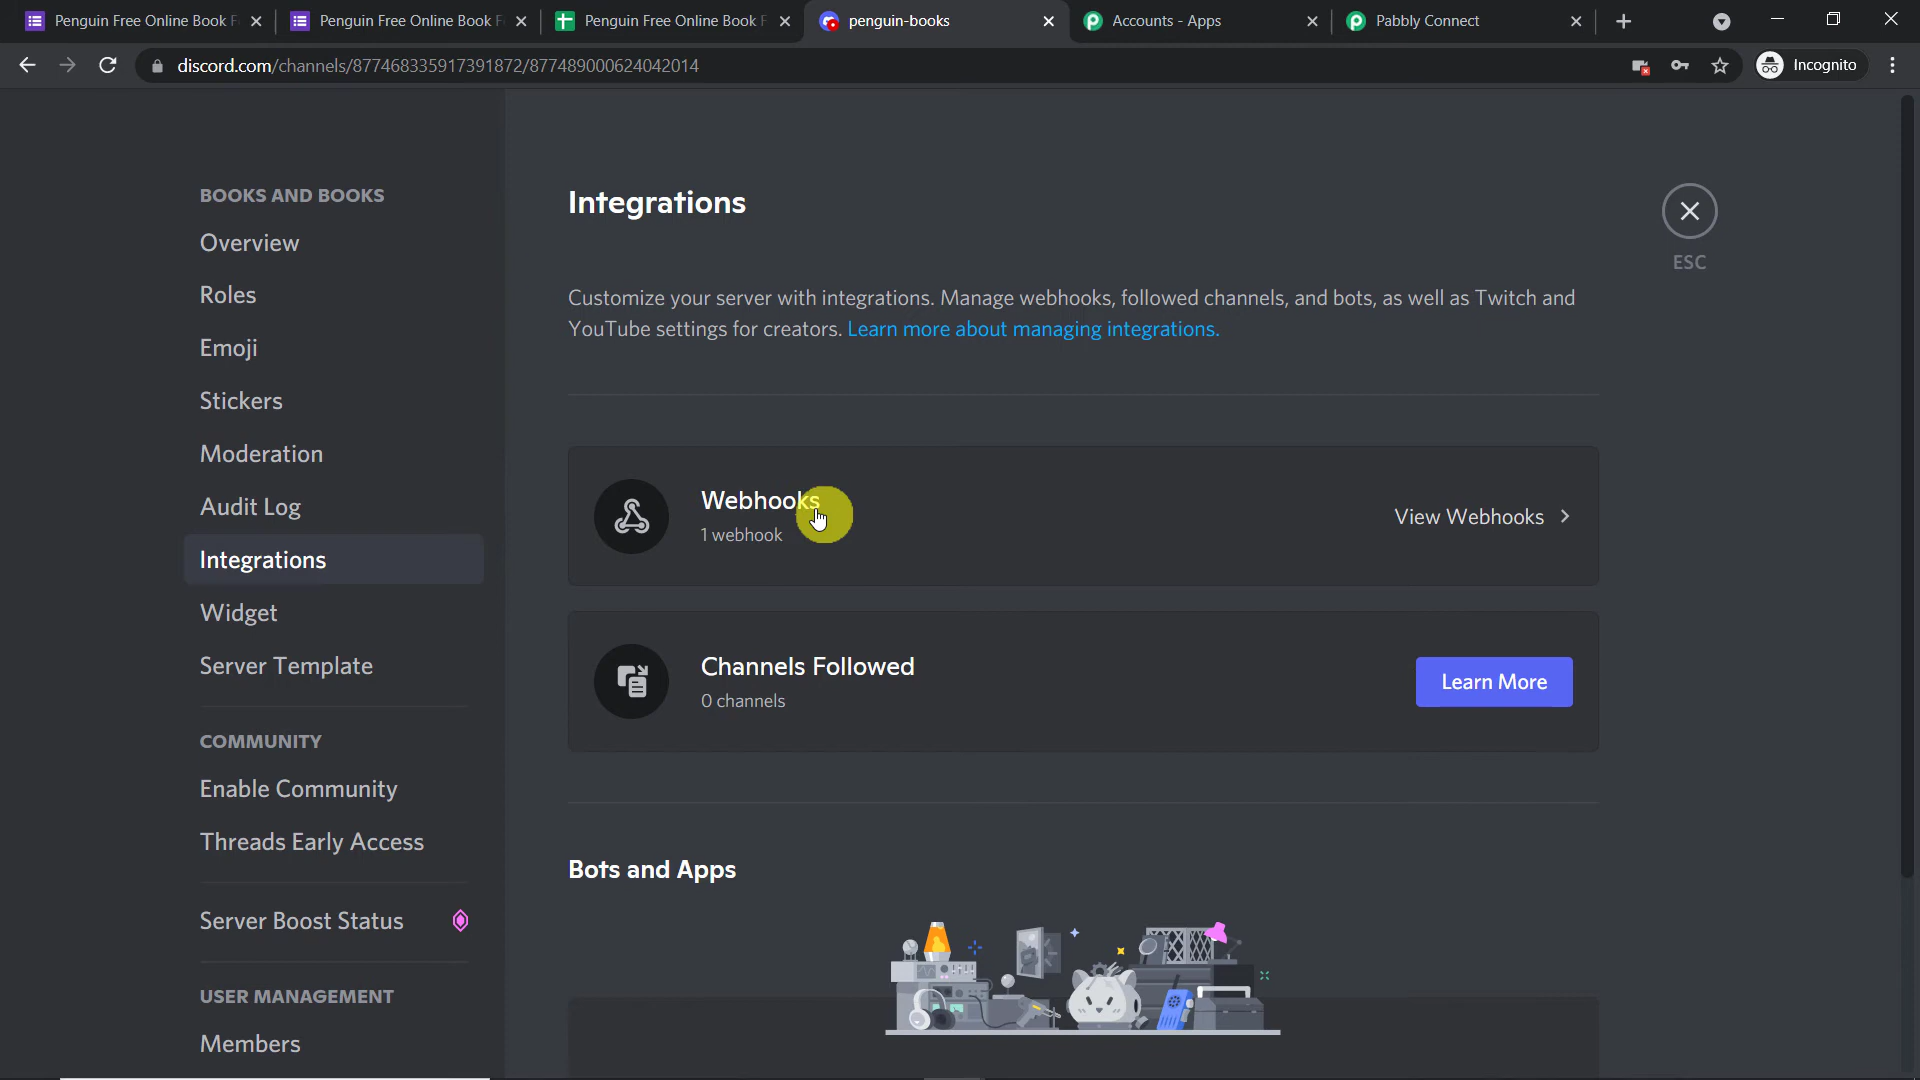 Penguin Free Online Book F
Penguin Free Online Book F
Penguin Free Online Book F
penguin-books
Accounts - Apps
Pabbly Connect
discord.com/channels/877468335917391872/877489000624042014
Incognito
BOOKS AND BOOKS
Overview
Roles
Emoji
Stickers
Moderation
Audit Log
Integrations
Widget
Server Template
COMMUNITY
Enable Community
Threads Early Access
Server Boost Status
USER MANAGEMENT
Members
Integrations
ESC
Customize your server with integrations. Manage webhooks, followed channels, and bots, as well as Twitch and
YouTube settings for creators. Learn more about managing integrations.
Webhooks
1 webhook
View Webhooks
Channels Followed
0 channels
Learn More
Bots and Apps